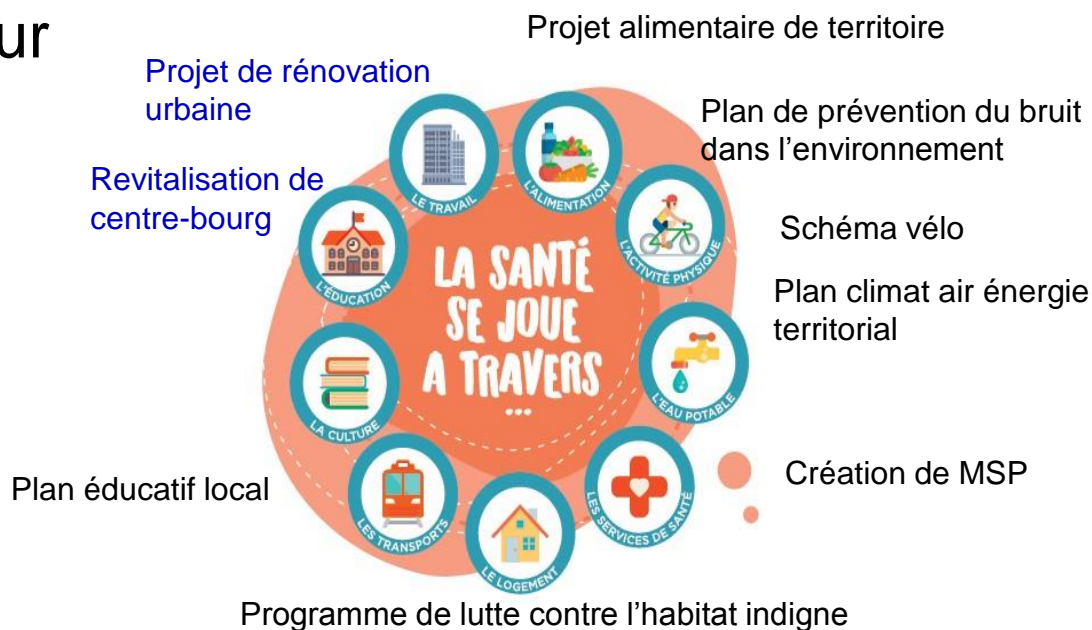 ur
Projet alimentaire de territoire
Projet de rénovation
urbaine
Plan de prévention du bruit
dans l’environnement
Revitalisation de
centre-bourg
Schéma vélo
Plan climat air énergie
territorial
LE TRAVAIL
L'ALIMENTATION
L'ACTIVITÉ PHYSIQUE
L'ÉDUCATION
LA SANTÉ
SE JOUE
A TRAVERS
...
L'EAU POTABLE
LA CULTURE
LES TRANSPORTS
LE LOGEMENT
LES SERVICES DE SANTÉ
Plan éducatif local
Création de MSP
Programme de lutte contre l’habitat indigne